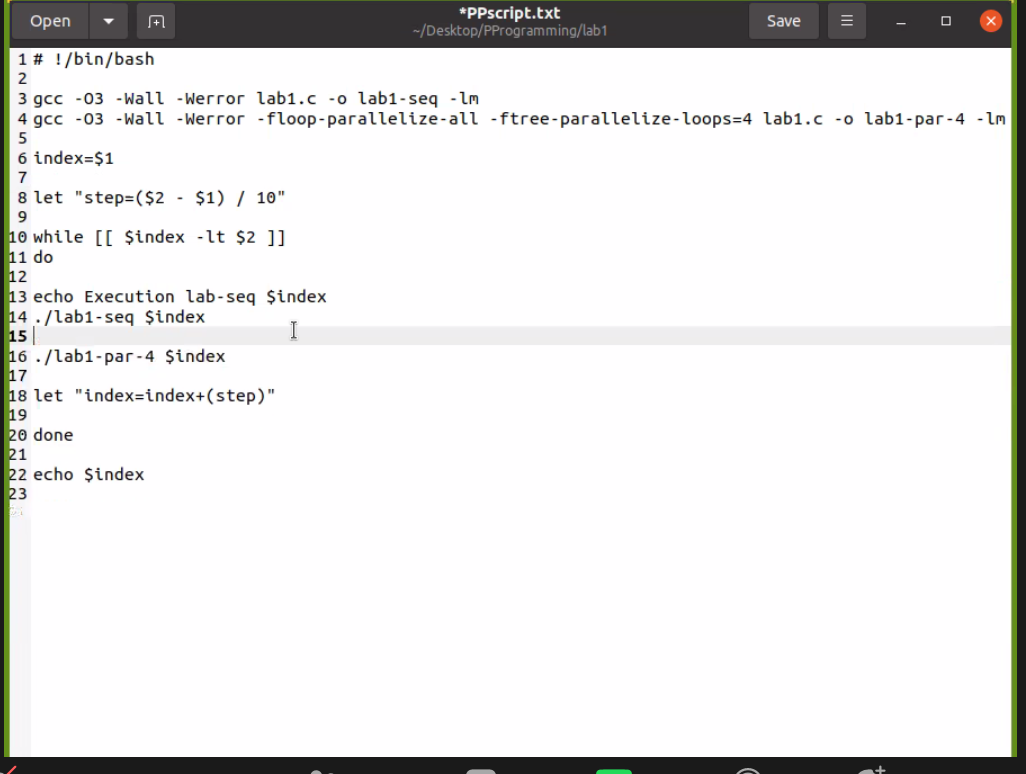 Open
*PPscript.txt
~/Desktop/PProgramming/lab1
Save
1 # !/bin/bash
2
3 gcc -O3 -Wall -Werror lab1.c -o lab1-seq -lm
4 gcc -O3 -Wall -Werror -floop-parallelize-all -ftree-parallelize-loops=4 lab1.c -o lab1-par-4 -lm
5
6 index=$1
7
8 let "step=($2 - $1) / 10"
9
10 while [[ $index -lt $2 ]]
11 do
12
13 echo Execution lab-seq $index
14 ./lab1-seq $index
15
16 ./lab1-par-4 $index
17
18 let "index=index+(step)"
19
20 done
21
22 echo $index
23